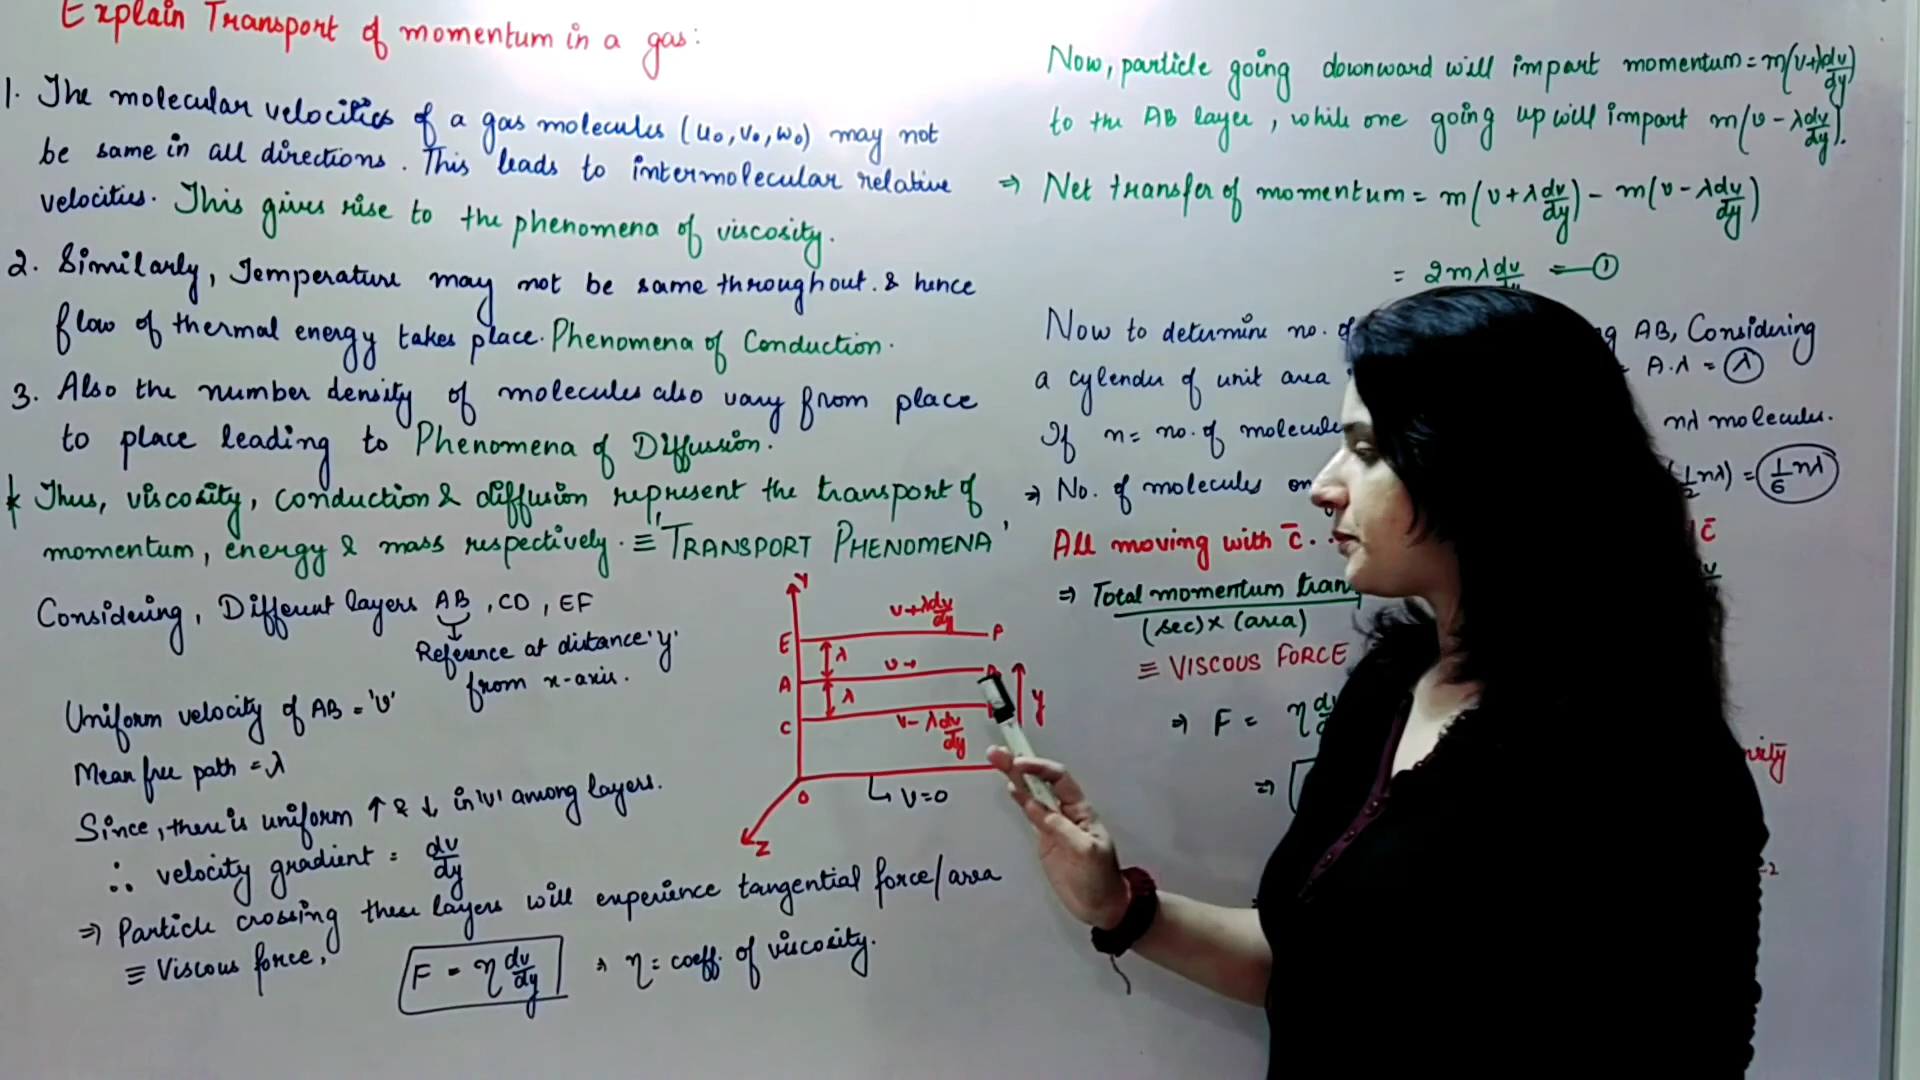 Explain Transport of momentum in a gas:
1. The molecular velocities of a gas molecules (u₀, v₀, w₀) may not
be same in all directions. This leads to intermolecular relative
velocities. This gives rise to the phenomena of viscosity.
2. Similarly, Temperature may not be same throughout. & hence
flow of thermal energy takes place. Phenomena of Conduction.
3. Also the number density of molecules also vary from place
to place leading to Phenomena of Diffusion.
* Thus, viscosity, conduction & diffusion represent the transport of
momentum, energy & mass respectively. ≡ 'TRANSPORT PHENOMENA'
Considering, Different layers AB, CD, EF
Reference at distance 'y'
from x-axis.
Uniform velocity of AB = 'v'
Mean free path = λ
Since, there is uniform ↑ & ↓ in 'v' among layers.
∴ velocity gradient = dv/dy
⇒ Particle crossing these layers will experience tangential force/area
≡ Viscous force, F = η dv/dy → η = coeff. of viscosity.
Y
v+λdv/dy
E F
λ
v→
A
λ
C
v-λdv/dy
y
O
v=0
Z
Now, particle going downward will impart momentum = m(v+λdv/dy)
to the AB layer, while one going up will impart m(v-λdv/dy).
⇒ Net transfer of momentum = m(v+λdv/dy) - m(v-λdv/dy)
= 2mλdv — ①
Now to determine no. of AB, Considering
a cylender of unit area A.λ = λ
If n = no. of molecule nλ molecules.
⇒ No. of molecules (1/2nλ) = 1/6nλ
All moving with c̄. c̄
⇒ Total momentum tran
(sec)×(area)
≡ VISCOUS FORCE
⇒ F = η dv
⇒